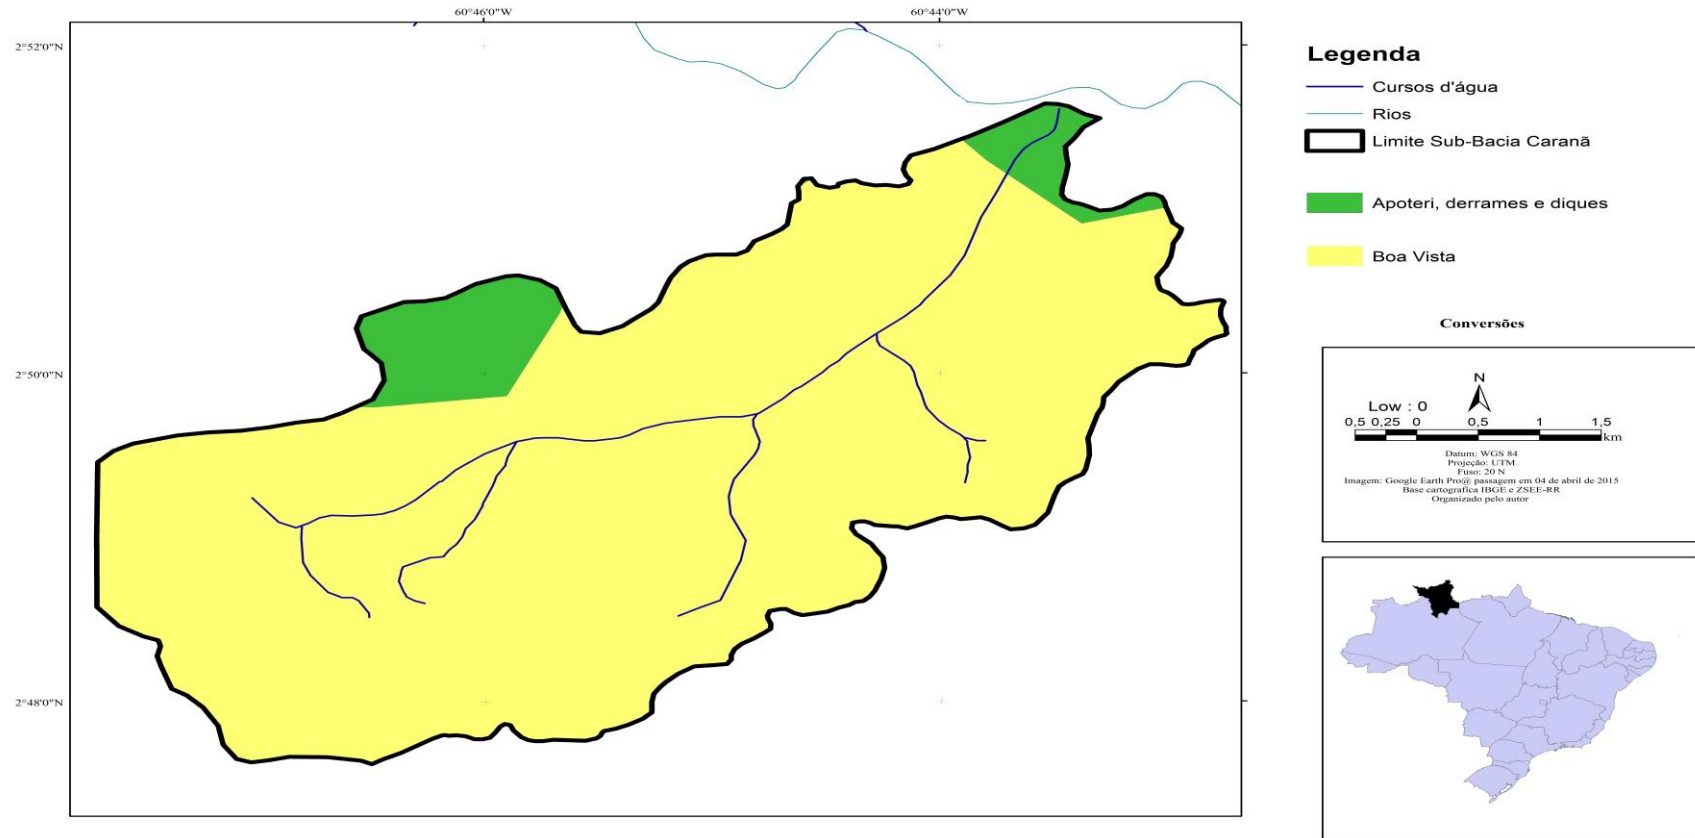 60°46'0"W
60°44'0"W
2°52'0"N
2°50'0"N
2°48'0"N
Legenda
Cursos d'água
Rios
Limite Sub-Bacia Caranã
Apoteri, derrames e diques
Boa Vista
Conversões
N
Low : 0
0,5 0,25 0 0,5 1 1,5
km
Datum: WGS 84
Projeção: UTM
Fuso: 20 N
Imagem: Google Earth Pro@ passagem em 04 de abril de 2015
Base cartografica IBGE e ZSEE-RR
Organizado pelo autor